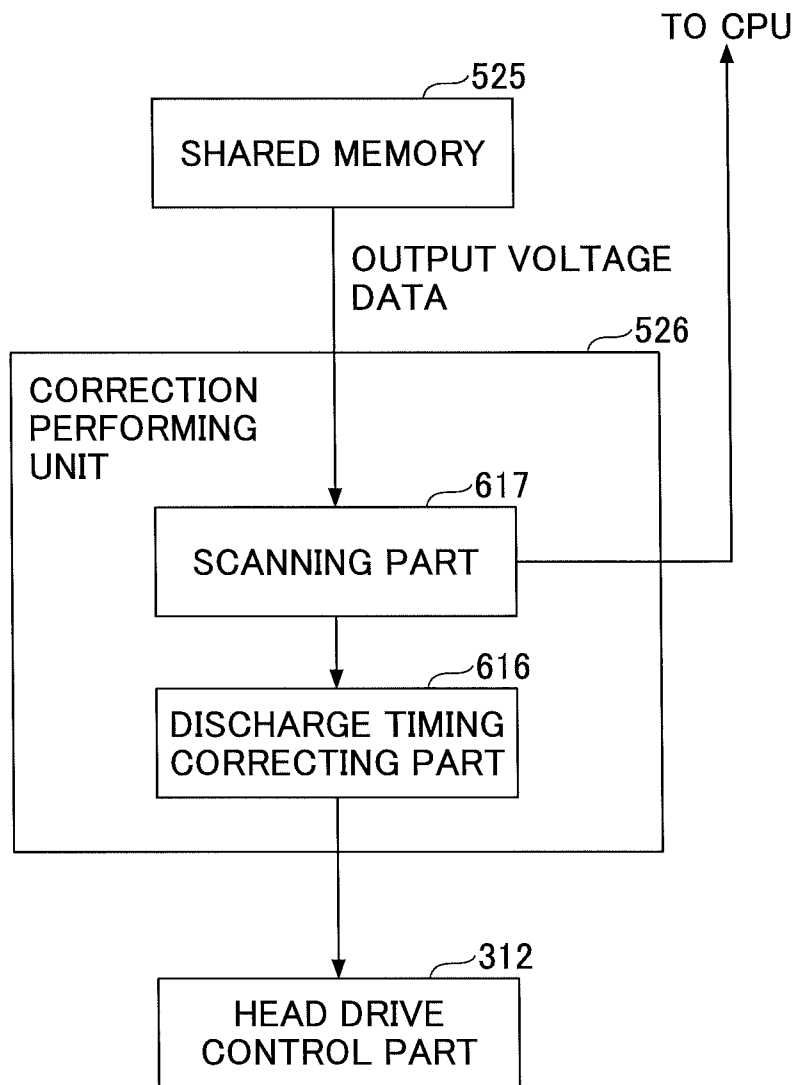 TO CPU
525
SHARED MEMORY
OUTPUT VOLTAGE
DATA
526
CORRECTION
PERFORMING
UNIT
617
SCANNING PART
616
DISCHARGE TIMING
CORRECTING PART
312
HEAD DRIVE
CONTROL PART